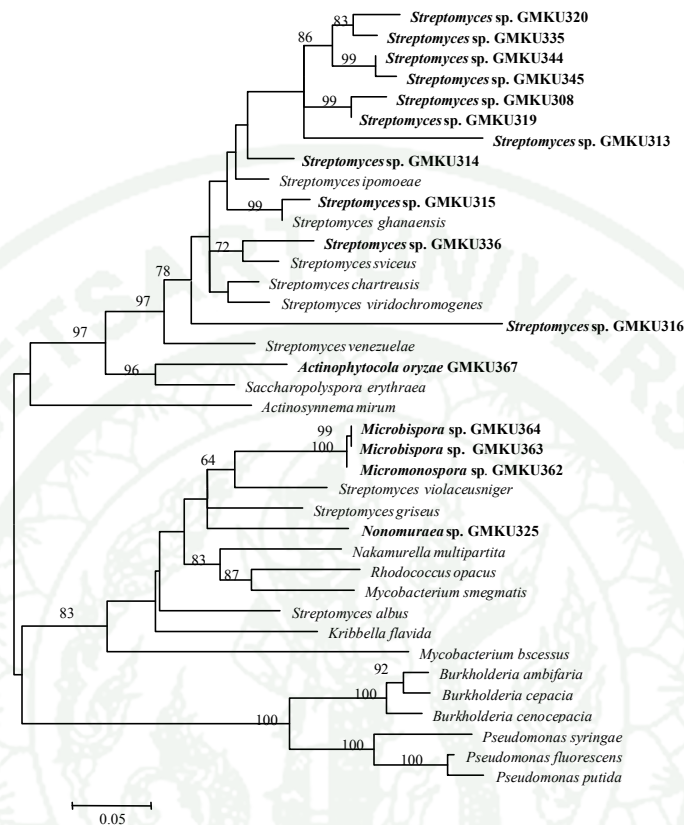 83
Streptomyces sp. GMKU320
86
Streptomyces sp. GMKU335
99
Streptomyces sp. GMKU344
Streptomyces sp. GMKU345
99
Streptomyces sp. GMKU308
Streptomyces sp. GMKU319
Streptomyces sp. GMKU313
Streptomyces sp. GMKU314
Streptomyces ipomoeae
99
Streptomyces sp. GMKU315
Streptomyces ghanaensis
72
Streptomyces sp. GMKU336
Streptomyces sviceus
78
Streptomyces chartreusis
97
Streptomyces viridochromogenes
Streptomyces sp. GMKU316
97
Streptomyces venezuelae
96
Actinophytocola oryzae GMKU367
Saccharopolyspora erythraea
Actinosynnema mirum
99
Microbispora sp. GMKU364
100
Microbispora sp. GMKU363
Micromonospora sp. GMKU362
64
Streptomyces violaceusniger
Streptomyces griseus
Nonomuraea sp. GMKU325
Nakamurella multipartita
83
87
Rhodococcus opacus
Mycobacterium smegmatis
83
Streptomyces albus
Kribbella flavida
Mycobacterium bscessus
92
Burkholderia ambifaria
100
Burkholderia cepacia
Burkholderia cenocepacia
100
Pseudomonas syringae
100
100
Pseudomonas fluorescens
Pseudomonas putida
0.05